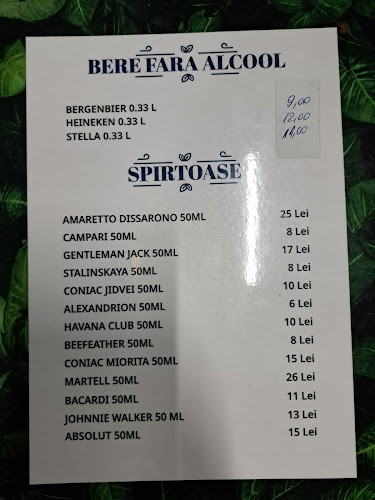 BERE FARA ALCOOL
BERGENBIER 0.33 L 9,00
HEINEKEN 0.33 L 12,00
STELLA 0.33 L 11,00
SPIRTOASE
AMARETTO DISSARONO 50ML 25 Lei
CAMPARI 50ML 8 Lei
GENTLEMAN JACK 50ML 17 Lei
STALINSKAYA 50ML 8 Lei
CONIAC JIDVEI 50ML 10 Lei
ALEXANDRION 50ML 6 Lei
HAVANA CLUB 50ML 10 Lei
BEEFEATHER 50ML 8 Lei
CONIAC MIORITA 50ML 15 Lei
MARTELL 50ML 26 Lei
BACARDI 50ML 11 Lei
JOHNNIE WALKER 50 ML 13 Lei
ABSOLUT 50ML 15 Lei